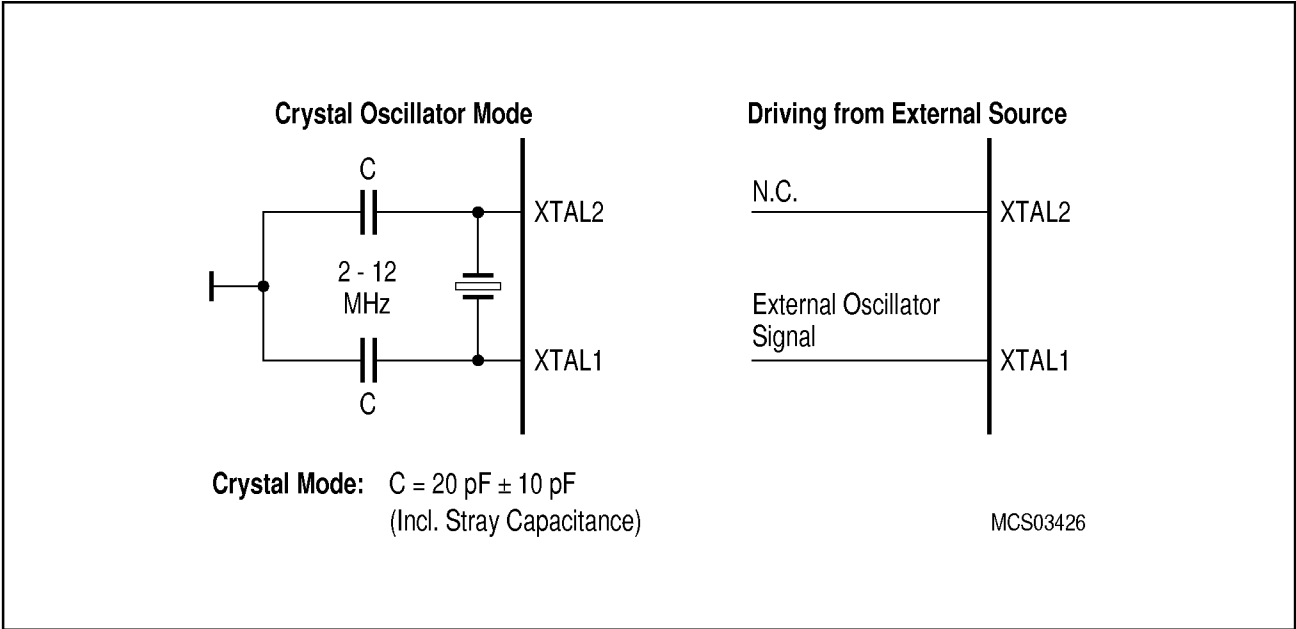 Crystal Oscillator Mode
C
XTAL2
2 - 12
MHz
XTAL1
C
Crystal Mode: C = 20 pF ± 10 pF
(Incl. Stray Capacitance)
Driving from External Source
N.C.
XTAL2
External Oscillator
Signal
XTAL1
MCS03426